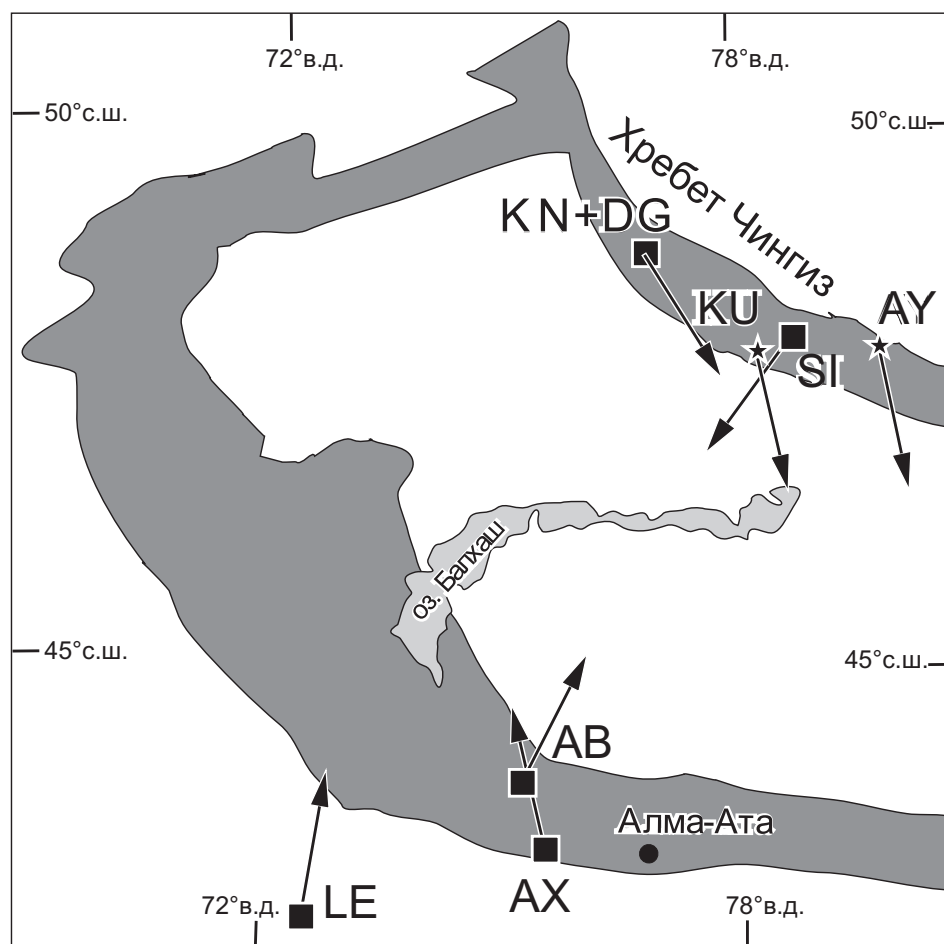 72°в.д.
78°в.д.
50°с.ш.
50°с.ш.
Хребет Чингиз
KN+DG
KU
AY
SI
оз. Балхаш
45°с.ш.
45°с.ш.
AB
Алма-Ата
AX
72°в.д.
LE
78°в.д.